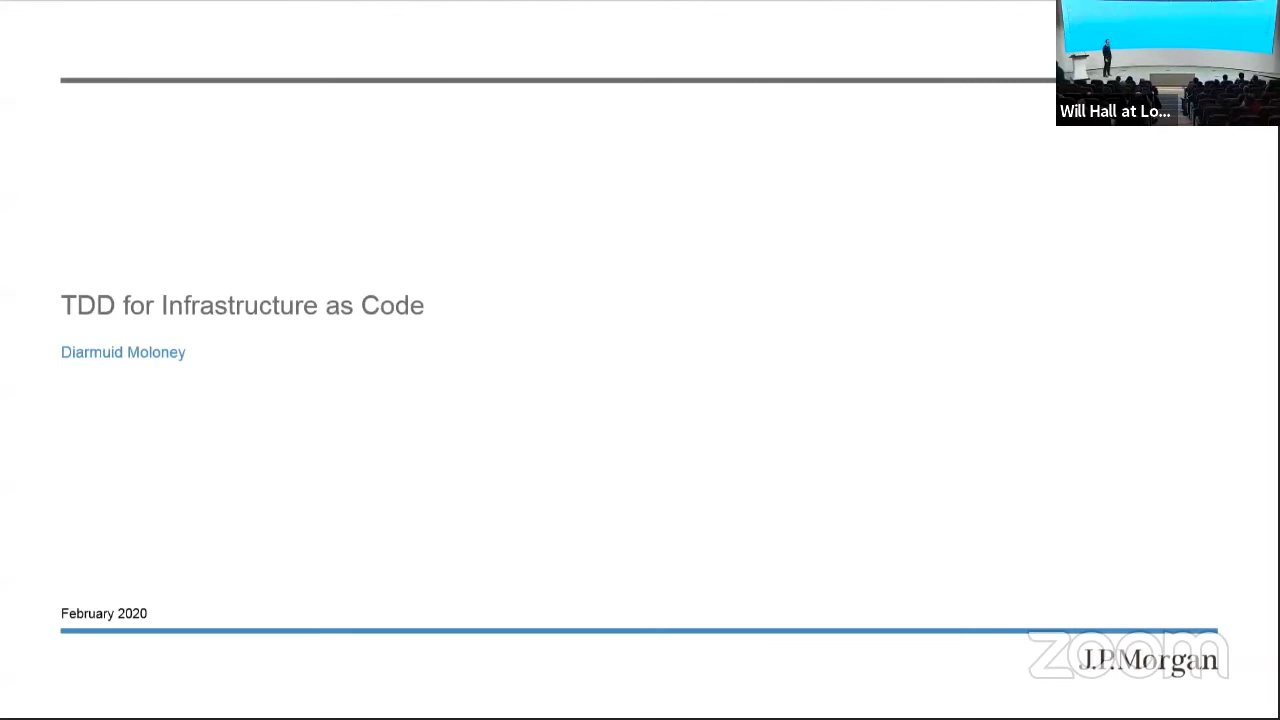 Will Hall at Lo...
TDD for Infrastructure as Code
Diarmuid Moloney
February 2020
zoom
J.P.Morgan